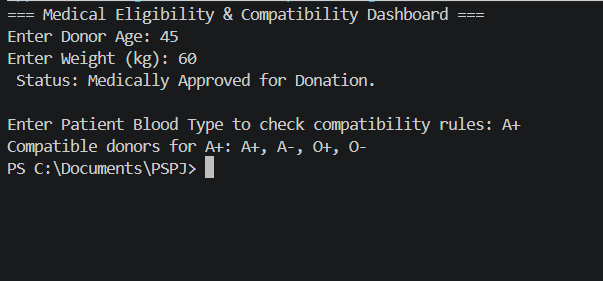 === Medical Eligibility & Compatibility Dashboard ===
Enter Donor Age: 45
Enter Weight (kg): 60
 Status: Medically Approved for Donation.

Enter Patient Blood Type to check compatibility rules: A+
Compatible donors for A+: A+, A-, O+, O-
PS C:\Documents\PSPJ>